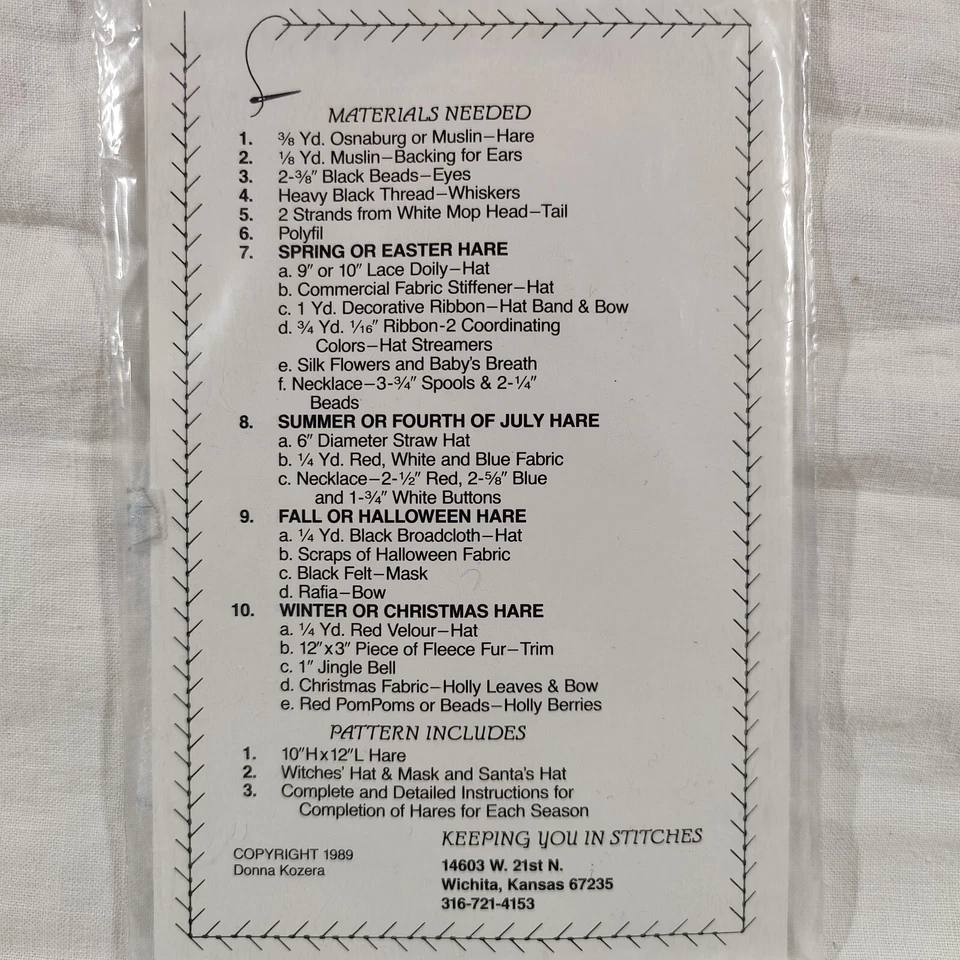 MATERIALS NEEDED
1. ⅜ Yd. Osnaburg or Muslin—Hare
2. ⅛ Yd. Muslin—Backing for Ears
3. 2-⅜″ Black Beads—Eyes
4. Heavy Black Thread—Whiskers
5. 2 Strands from White Mop Head—Tail
6. Polyfil
7. SPRING OR EASTER HARE
a. 9″ or 10″ Lace Doily—Hat
b. Commercial Fabric Stiffener—Hat
c. 1 Yd. Decorative Ribbon—Hat Band & Bow
d. ¾ Yd. 1/16″ Ribbon-2 Coordinating
Colors—Hat Streamers
e. Silk Flowers and Baby's Breath
f. Necklace—3-¾″ Spools & 2-¼″
Beads
8. SUMMER OR FOURTH OF JULY HARE
a. 6″ Diameter Straw Hat
b. ¼ Yd. Red, White and Blue Fabric
c. Necklace—2-½″ Red, 2-⅝″ Blue
and 1-¾″ White Buttons
9. FALL OR HALLOWEEN HARE
a. ¼ Yd. Black Broadcloth—Hat
b. Scraps of Halloween Fabric
c. Black Felt—Mask
d. Rafia—Bow
10. WINTER OR CHRISTMAS HARE
a. ¼ Yd. Red Velour—Hat
b. 12″x3″ Piece of Fleece Fur—Trim
c. 1″ Jingle Bell
d. Christmas Fabric—Holly Leaves & Bow
e. Red PomPoms or Beads—Holly Berries
PATTERN INCLUDES
1. 10″Hx12″L Hare
2. Witches' Hat & Mask and Santa's Hat
3. Complete and Detailed Instructions for
Completion of Hares for Each Season
KEEPING YOU IN STITCHES
14603 W. 21st N.
Wichita, Kansas 67235
316-721-4153
COPYRIGHT 1989
Donna Kozera